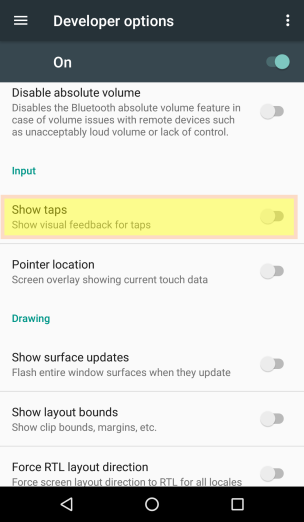 Developer options
On
Disable absolute volume
Disables the Bluetooth absolute volume feature in
case of volume issues with remote devices such
as unacceptably loud volume or lack of control.
Input
Show taps
Show visual feedback for taps
Pointer location
Screen overlay showing current touch data
Drawing
Show surface updates
Flash entire window surfaces when they update
Show layout bounds
Show clip bounds, margins, etc.
Force RTL layout direction
Force screen layout direction to RTL for all locales